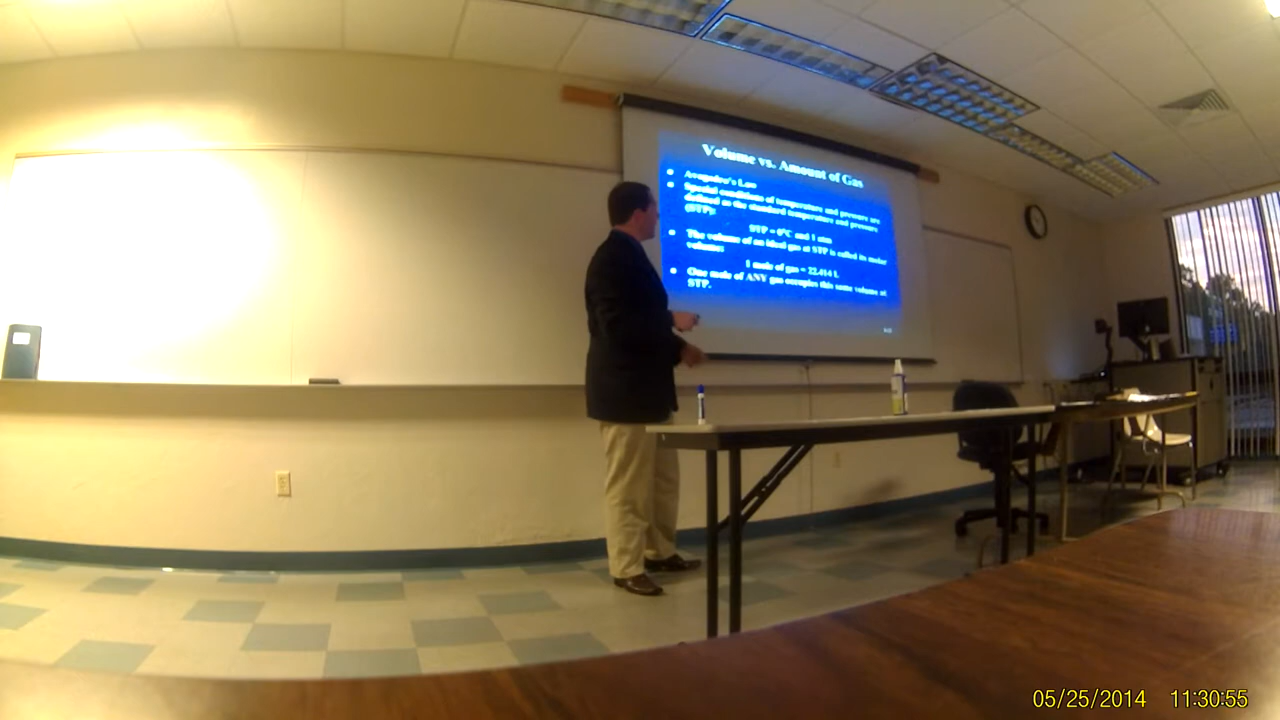 Volume vs. Amount of Gas
Avogadro's Law
Special conditions of temperature and pressure are
defined as the standard temperature and pressure
(STP):
STP = 0°C and 1 atm
The volume of an ideal gas at STP is called its molar
volume:
1 mole of gas = 22.414 L
One mole of ANY gas occupies this same volume at
STP.
05/25/2014 11:30:55